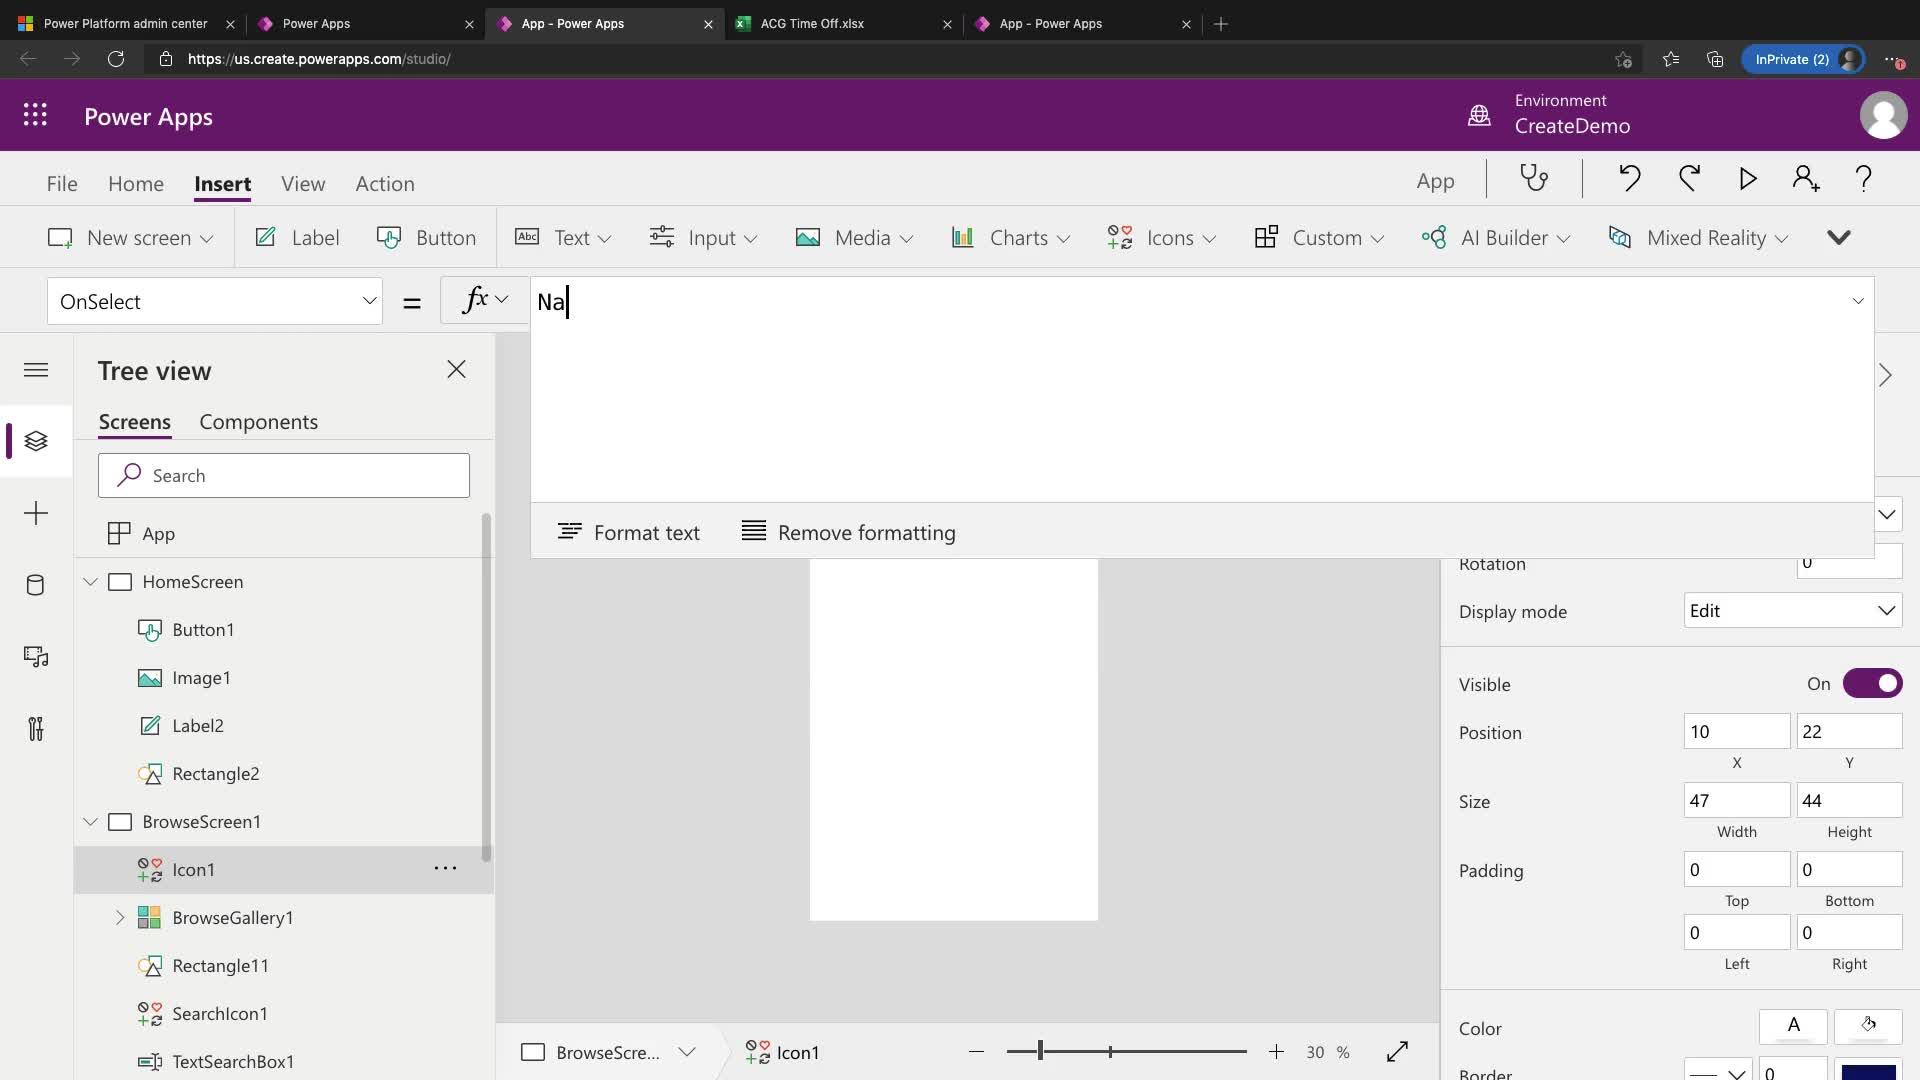 Power Platform admin center
Power Apps
App - Power Apps
ACG Time Off.xlsx
App - Power Apps
https://us.create.powerapps.com/studio/
InPrivate (2)
Power Apps
Environment
CreateDemo
File
Home
Insert
View
Action
App
New screen
Label
Button
Abc
Text
Input
Media
Charts
Icons
Custom
AI Builder
Mixed Reality
OnSelect
=
fx
Na
Tree view
Screens
Components
Search
App
HomeScreen
Button1
Image1
Label2
Rectangle2
BrowseScreen1
Icon1
BrowseGallery1
Rectangle11
SearchIcon1
TextSearchBox1
Format text
Remove formatting
Rotation
0
Display mode
Edit
Visible
On
Position
10
22
X
Y
Size
47
44
Width
Height
Padding
0
0
Top
Bottom
0
0
Left
Right
Color
A
Border
0
BrowseScre...
Icon1
30 %